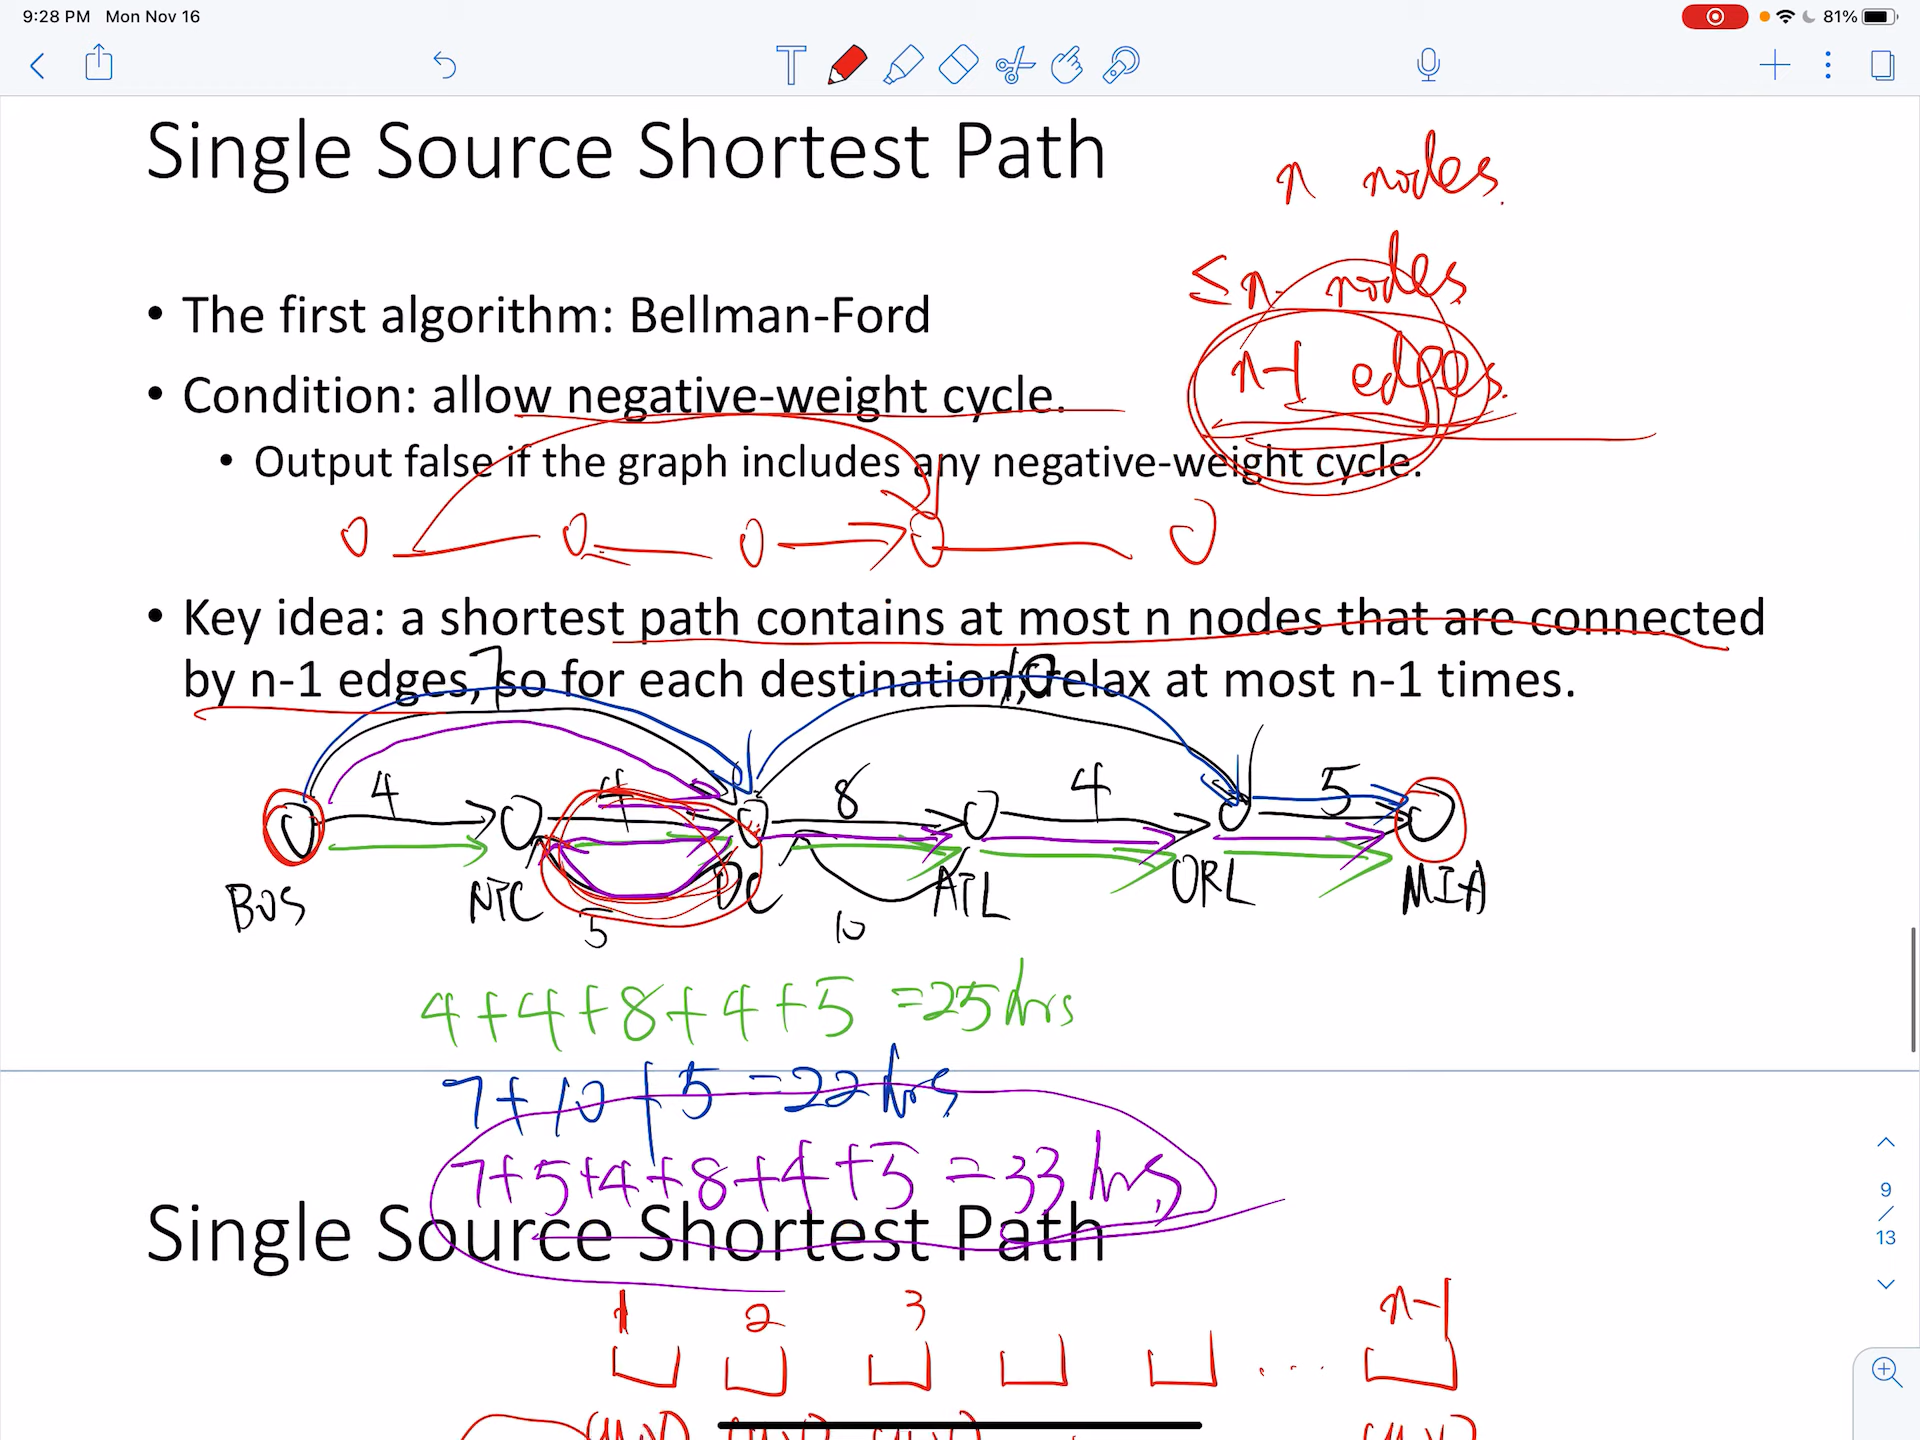 9:28 PM Mon Nov 16
81%
Single Source Shortest Path
n nodes.
≤n nodes
n-1 edges.
• The first algorithm: Bellman-Ford
• Condition: allow negative-weight cycle.
• Output false if the graph includes any negative-weight cycle.
• Key idea: a shortest path contains at most n nodes that are connected
by n-1 edges, so for each destination, relax at most n-1 times.
7 10
4 4 8 4 5
BOS NYC DC ATL ORL MIA
5 10
4+4+8+4+5 =25hrs
7+10+5 =22hrs
7+5+4+8+4+5 =33 hrs
9
/
13
Single Source Shortest Path
1 2 3 n-1
...